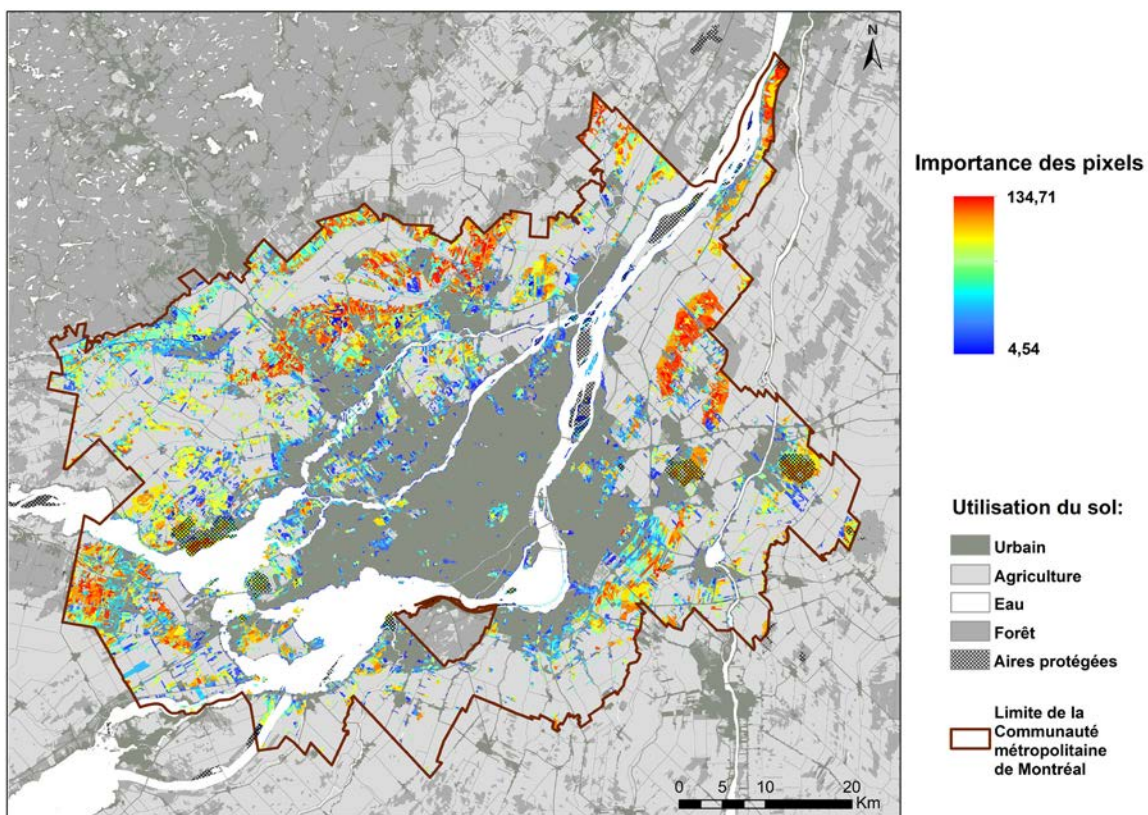 N
Importance des pixels
134,71
4,54
Utilisation du sol:
Urbain
Agriculture
Eau
Forêt
Aires protégées
Limite de la
Communauté
métropolitaine
de Montréal
0 5 10 20
Km